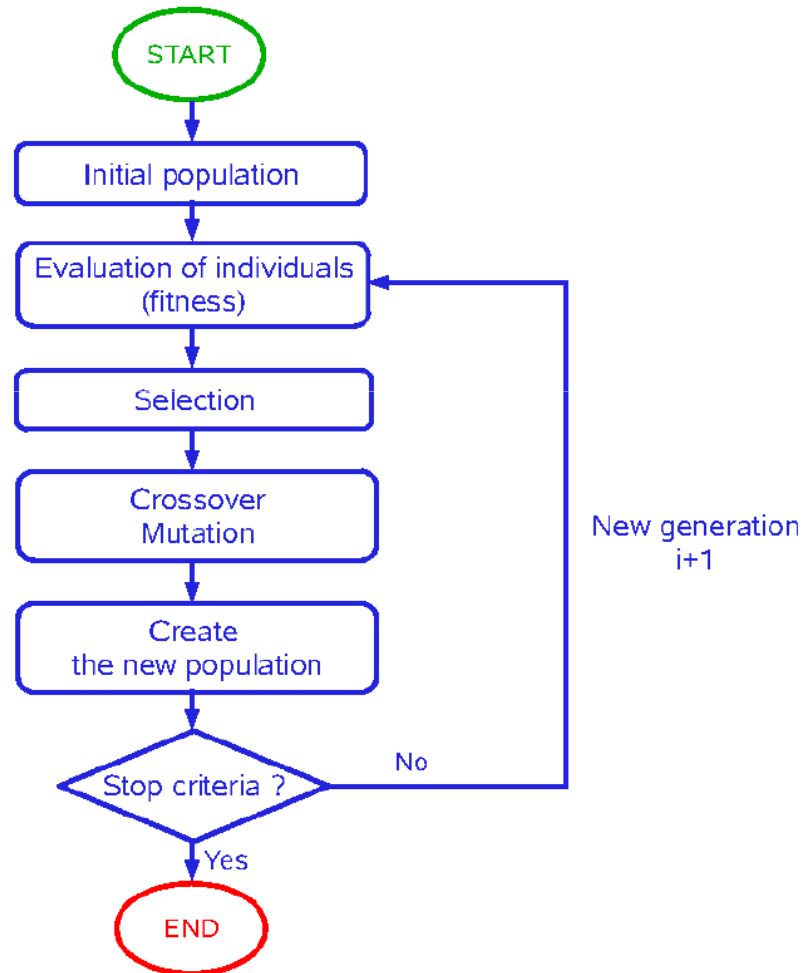 START
Initial population
Evaluation of individuals
(fitness)
Selection
Crossover
Mutation
Create
the new population
Stop criteria ?
No
New generation
i+1
Yes
END